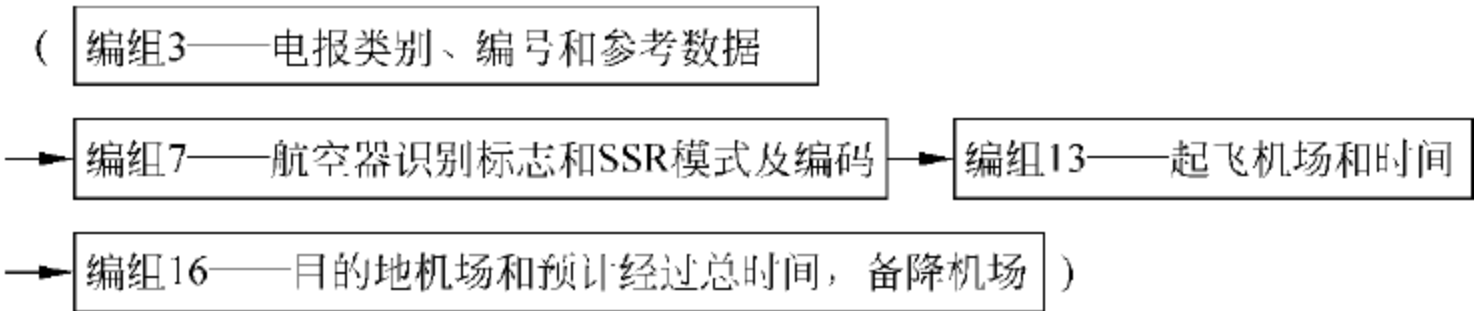 ( 编组3——电报类别、编号和参考数据
编组7——航空器识别标志和SSR模式及编码 编组13——起飞机场和时间
编组16——目的地机场和预计经过总时间，备降机场 )